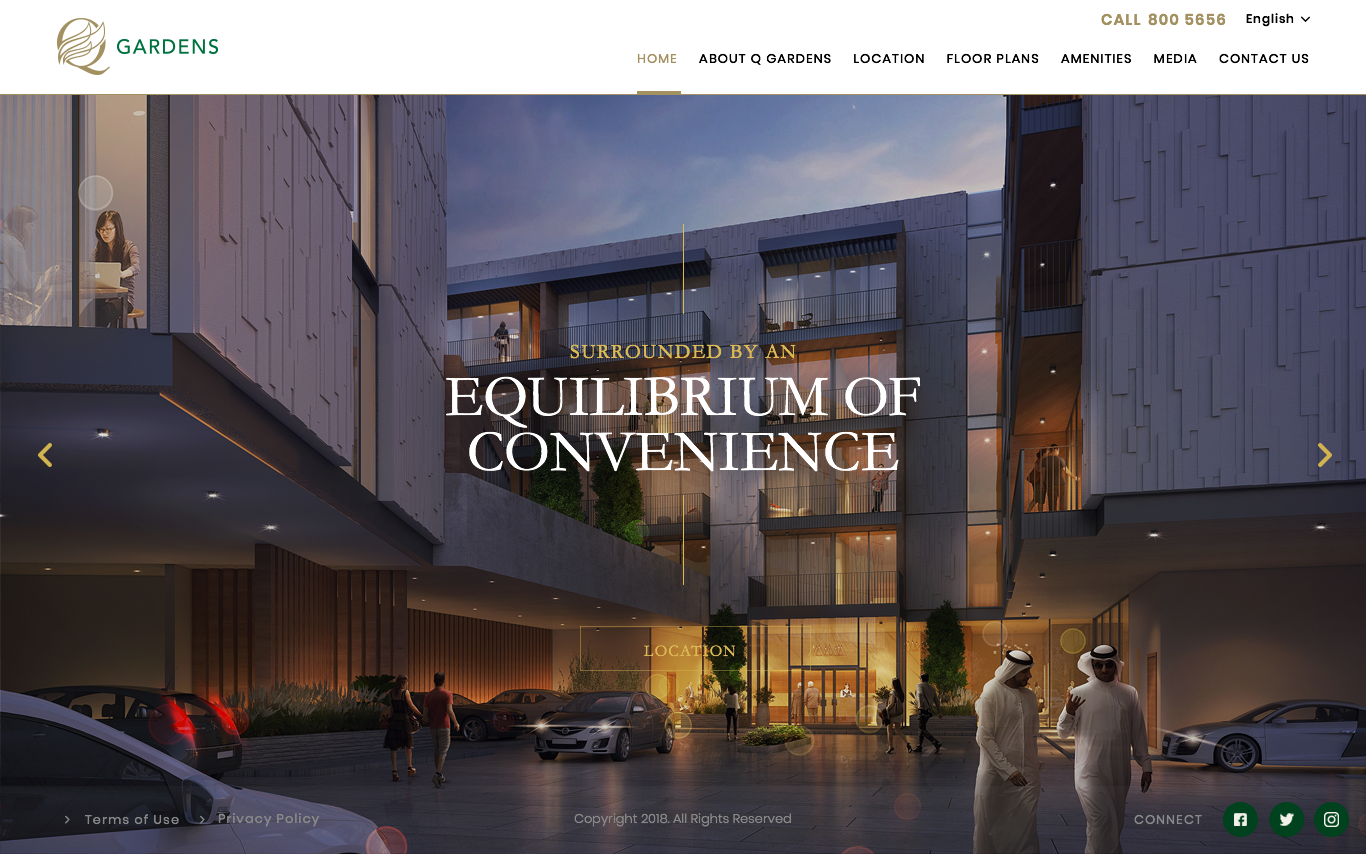 CALL 800 5656
English
GARDENS
HOME
ABOUT Q GARDENS
LOCATION
FLOOR PLANS
AMENITIES
MEDIA
CONTACT US
SURROUNDED BY AN
EQUILIBRIUM OF
CONVENIENCE
LOCATION
Terms of Use
Privacy Policy
Copyright 2018. All Rights Reserved
CONNECT